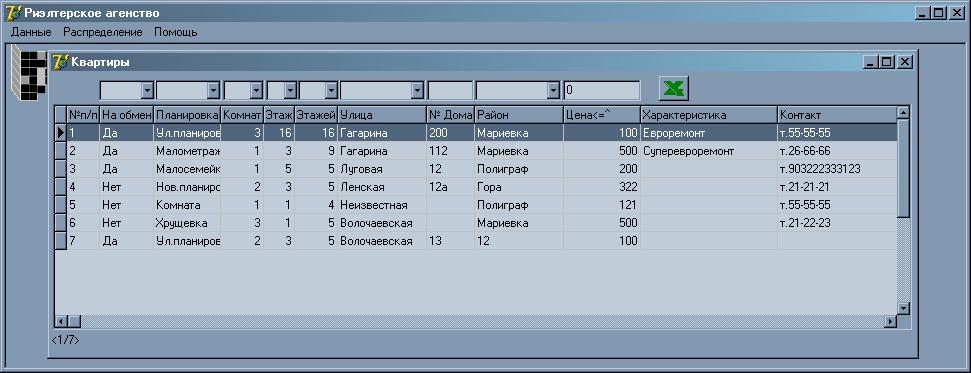 Риэлтерское агенство
Данные Распределение Помощь
Квартиры
0
№п/п На обмен Планировка Комнат Этаж Этажей Улица № Дома Район Цена<=^ Характеристика Контакт
1 Да Ул.планиров 3 16 16 Гагарина 200 Мариевка 100 Евроремонт т.55-55-55
2 Да Малометраж 1 3 9 Гагарина 112 Мариевка 500 Суперевроремонт т.26-66-66
3 Да Малосемейк 1 5 5 Луговая 12 Полиграф 200 т.903222333123
4 Нет Нов.планиро 2 3 5 Ленская 12а Гора 322 т.21-21-21
5 Нет Комната 1 1 4 Неизвестная Полиграф 121 т.55-55-55
6 Нет Хрущевка 3 1 5 Волочаевская Мариевка 500 т.21-22-23
7 Да Ул.планиров 2 3 5 Волочаевская 13 12 100
<1/7>